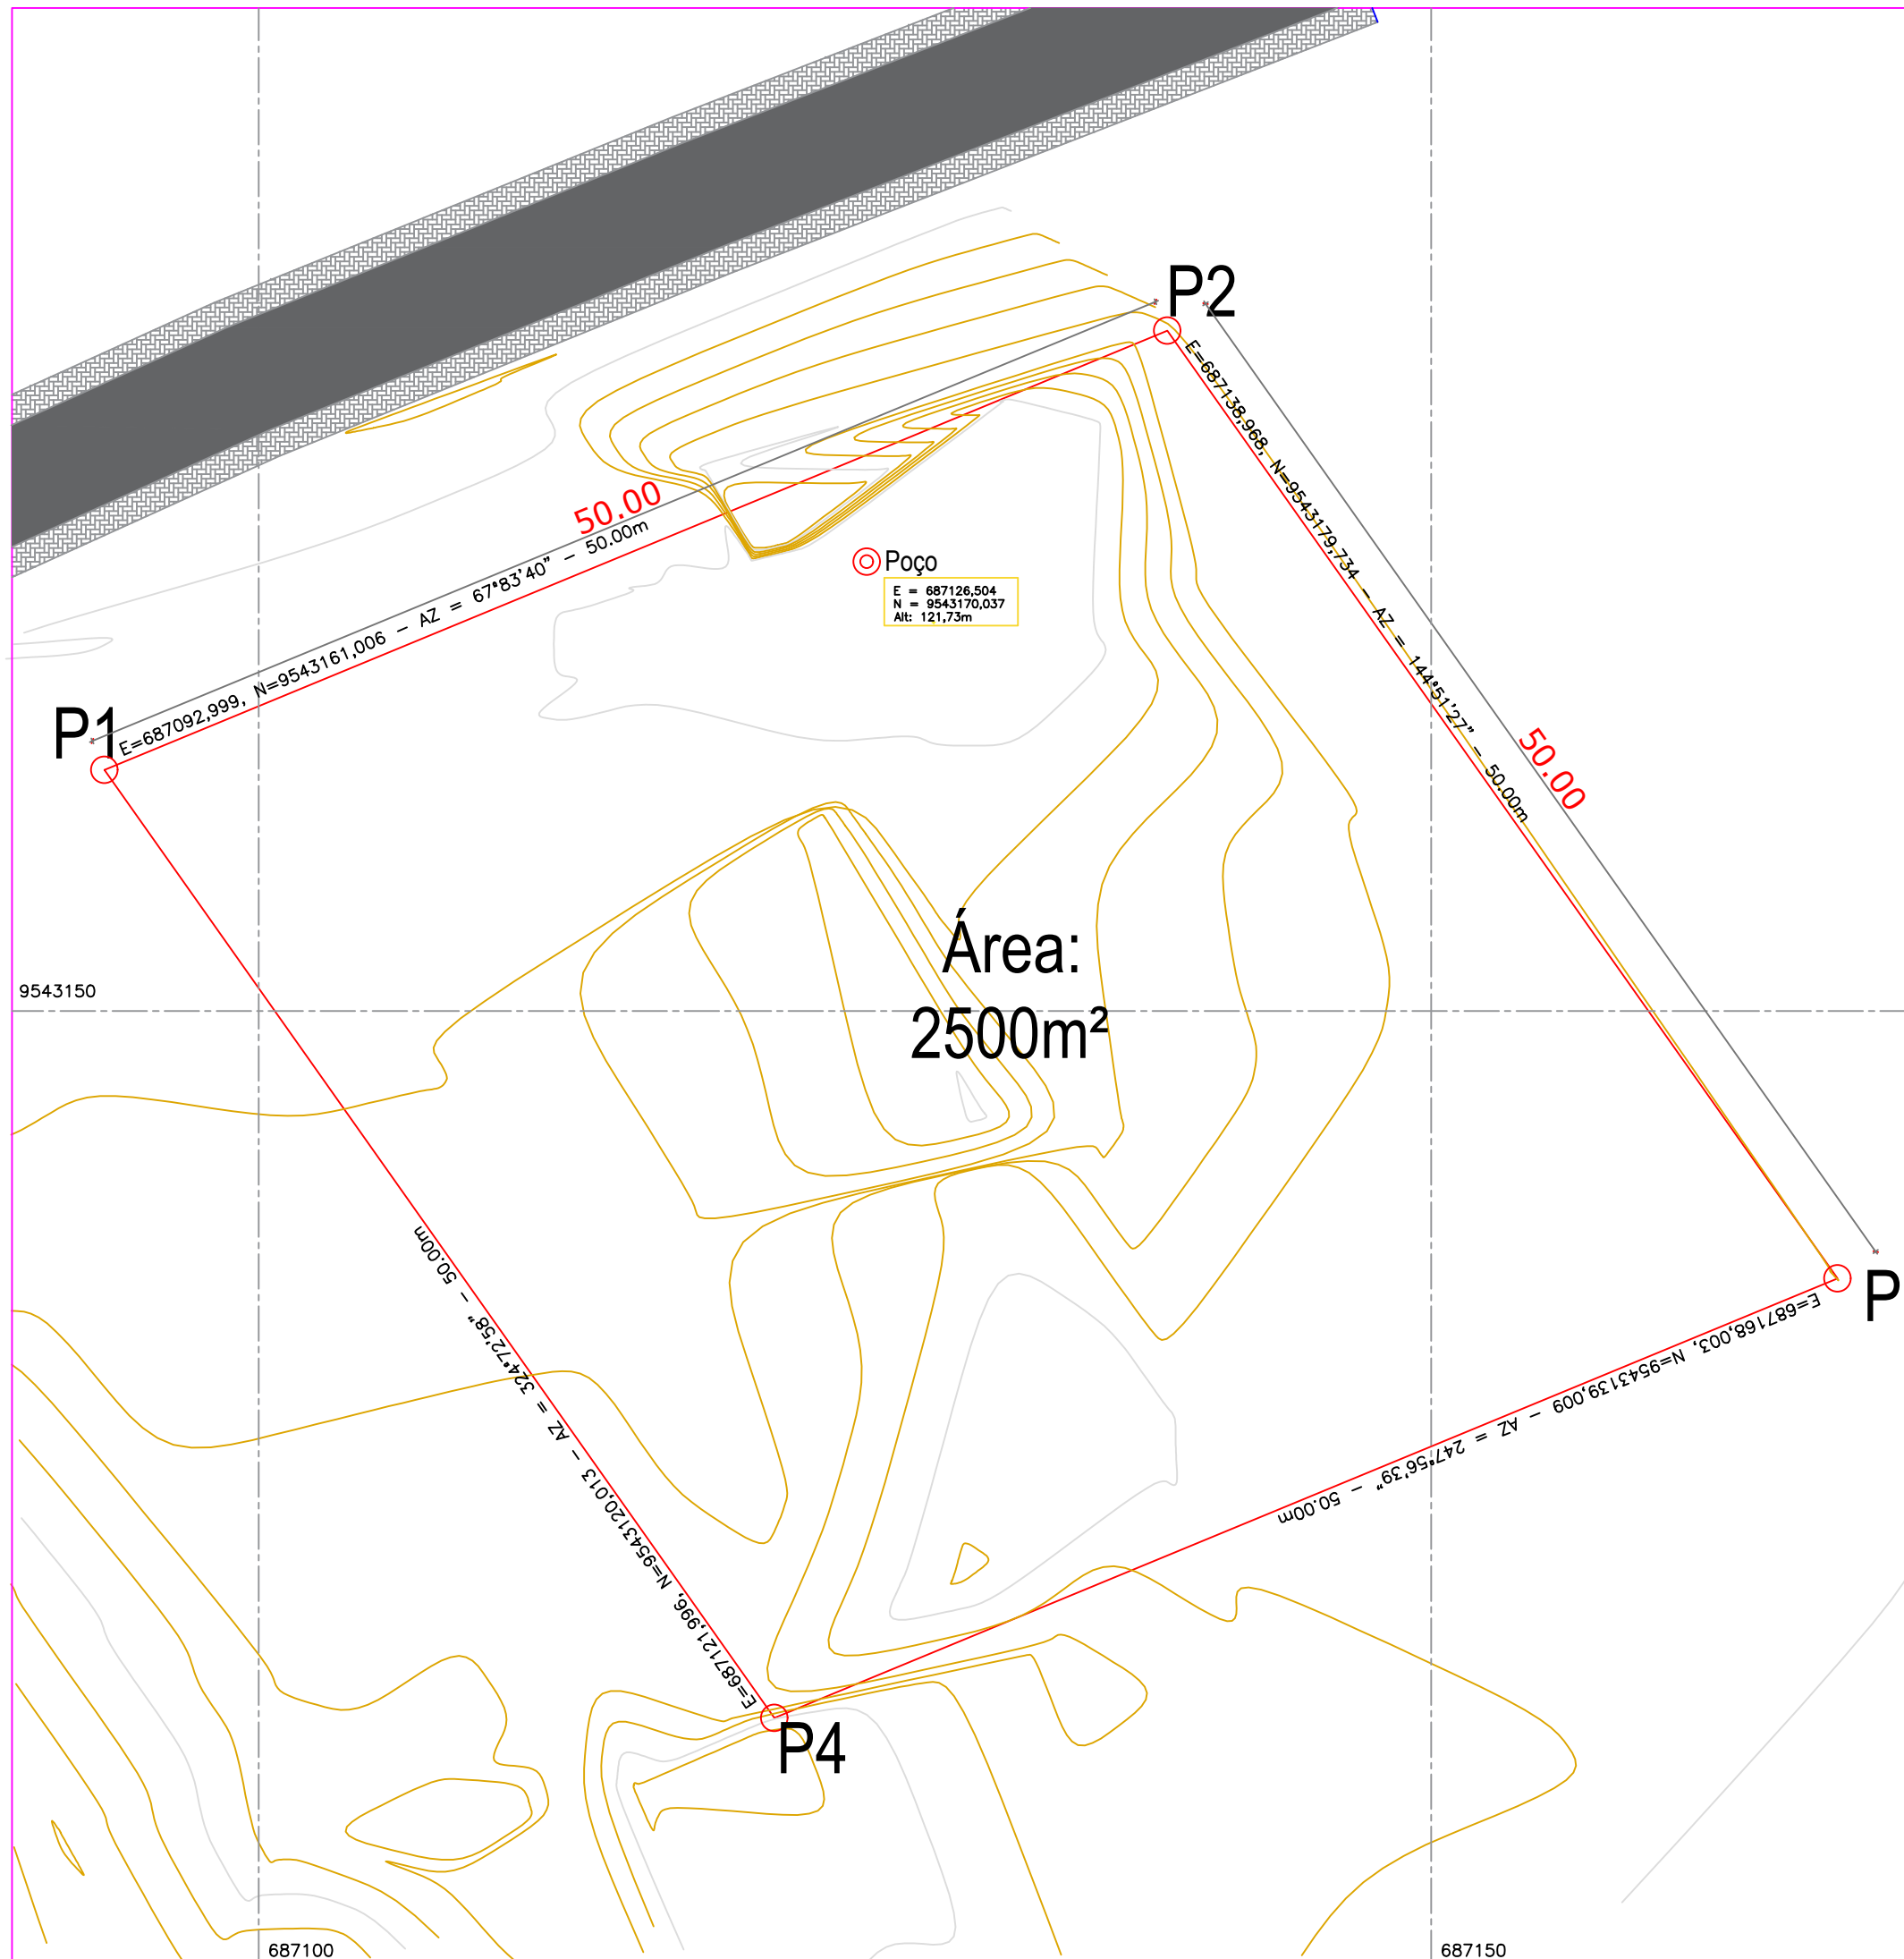 P2
E=687138,968, N=9543179,734 - AZ = 144°51'27" - 50.00m
50.00
50.00
E=687092,999, N=9543161,006 - AZ = 67°83'40" - 50.00m
Poço
E = 687126,504
N = 9543170,037
Alt: 121,73m
P1
Área:
2500m²
9543150
P
E=687168,003, N=9543139,009 - AZ = 247°56'39" - 50.00m
E=687121,996, N=9543120,013 - AZ = 324°72'58" - 50.00m
P4
687100
687150